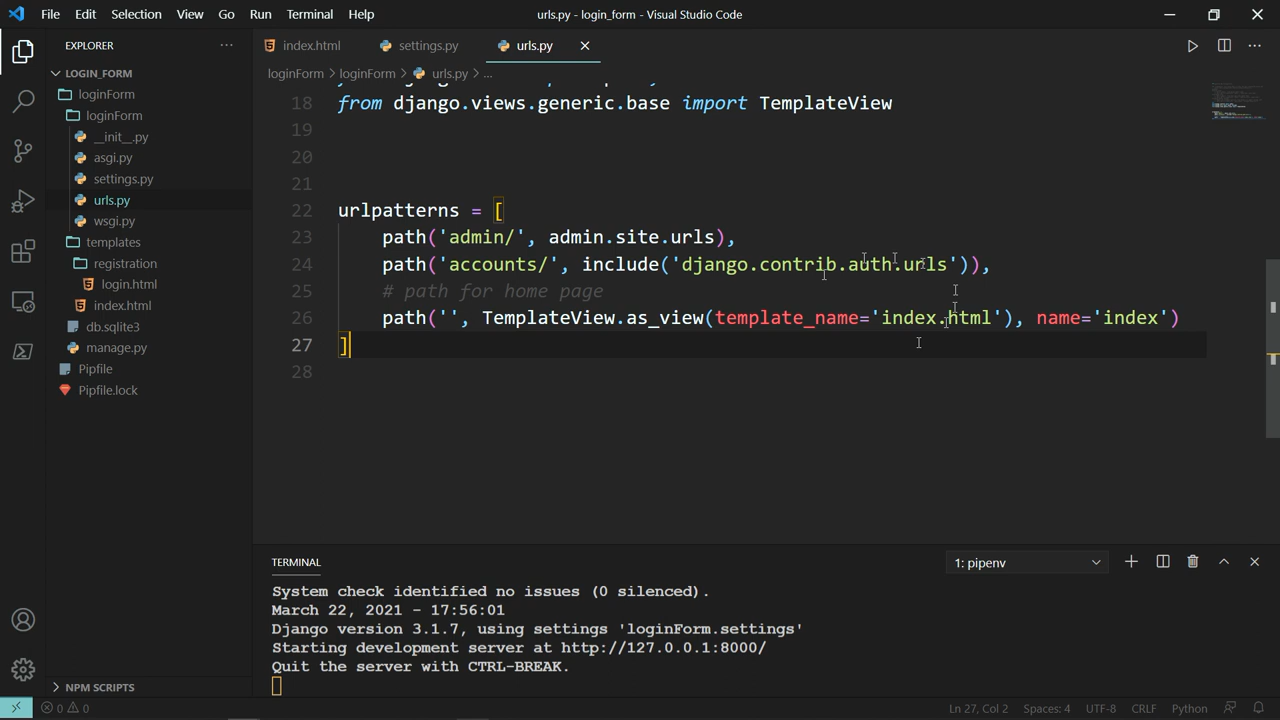 File Edit Selection View Go Run Terminal Help
urls.py - login_form - Visual Studio Code
EXPLORER
LOGIN_FORM
loginForm
loginForm
__init__.py
asgi.py
settings.py
urls.py
wsgi.py
templates
registration
login.html
index.html
db.sqlite3
manage.py
Pipfile
Pipfile.lock
NPM SCRIPTS
index.html settings.py urls.py
loginForm > loginForm > urls.py > ...
18 from django.views.generic.base import TemplateView
19
20
21
22 urlpatterns = [
23 path('admin/', admin.site.urls),
24 path('accounts/', include('django.contrib.auth.urls')),
25 # path for home page
26 path('', TemplateView.as_view(template_name='index.html'), name='index')
27 ]
28
TERMINAL
1: pipenv
System check identified no issues (0 silenced).
March 22, 2021 - 17:56:01
Django version 3.1.7, using settings 'loginForm.settings'
Starting development server at http://127.0.0.1:8000/
Quit the server with CTRL-BREAK.
0 0
Ln 27, Col 2 Spaces: 4 UTF-8 CRLF Python